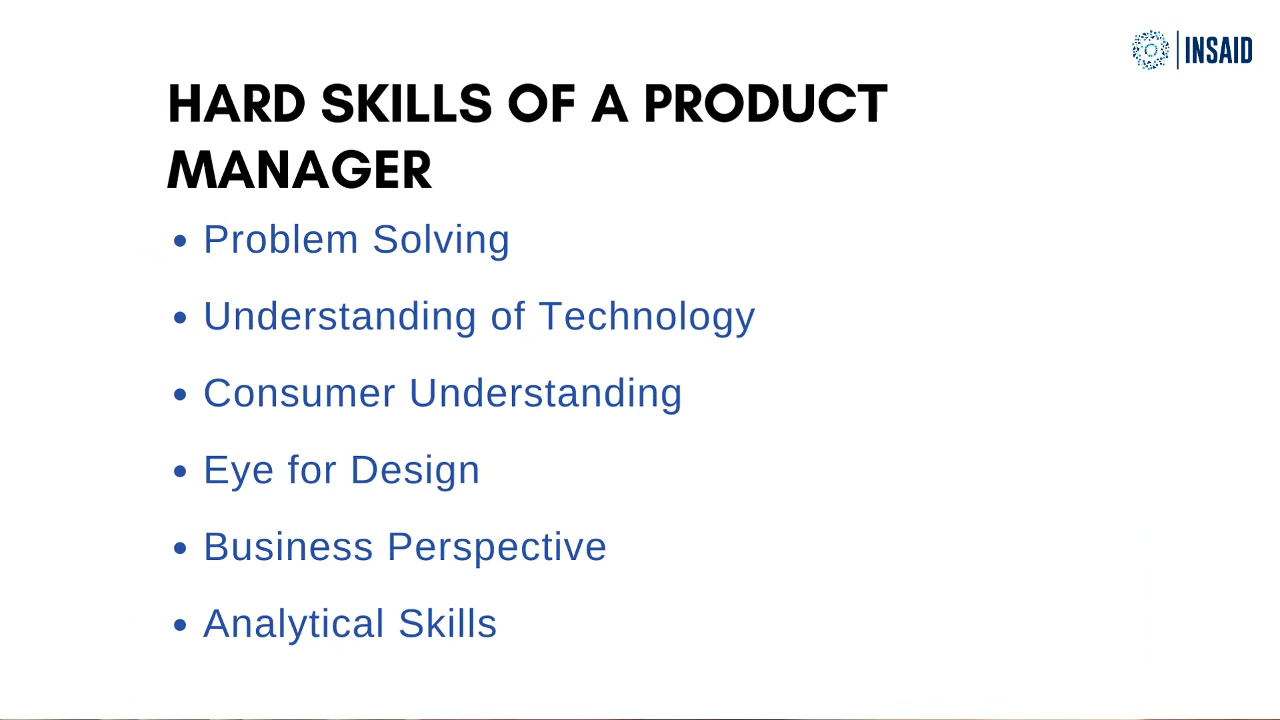 INSAID
HARD SKILLS OF A PRODUCT
MANAGER
• Problem Solving
• Understanding of Technology
• Consumer Understanding
• Eye for Design
• Business Perspective
• Analytical Skills